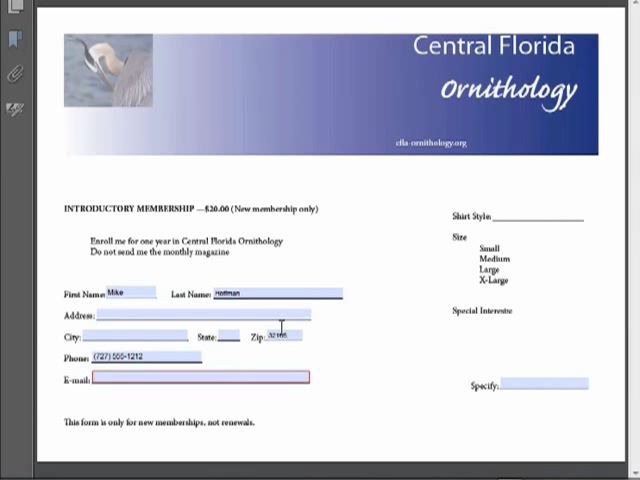 Central Florida
Ornithology
cfla-ornithology.org
INTRODUCTORY MEMBERSHIP —$20.00 (New membership only)
Enroll me for one year in Central Florida Ornithology
Do not send me the monthly magazine
First Name: Mike Last Name: Hoffman
Address:
City: State: Zip:
Phone: (727) 555-1212
E-mail:
This form is only for new memberships, not renewals.
Shirt Style:
Size
Small
Medium
Large
X-Large
Special Interests:
Specify: